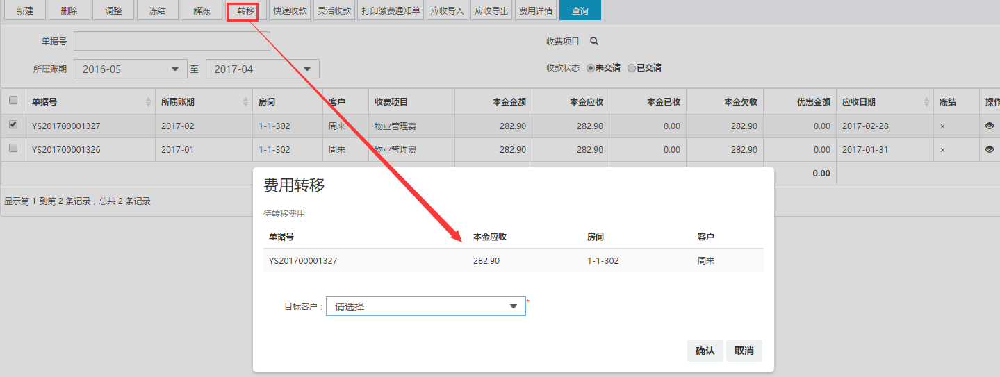 新建 删除 调整 冻结 解冻 转移 快速收款 灵活收款 打印缴费通知单 应收导入 应收导出 费用详情 查询
单据号 收费项目
所属账期 2016-05 至 2017-04 收款状态 未交请 已交请
单据号 所属账期 房间 客户 收费项目 本金金额 本金应收 本金已收 本金欠收 优惠金额 应收日期 冻结 操作
YS201700001327 2017-02 1-1-302 周来 物业管理费 282.90 282.90 0.00 282.90 0.00 2017-02-28 ×
YS201700001326 2017-01 1-1-302 周来 物业管理费 282.90 282.90 0.00 282.90 0.00 2017-01-31 ×
0.00
显示第 1 到第 2 条记录，总共 2 条记录
费用转移
待转移费用
单据号 本金应收 房间 客户
YS201700001327 282.90 1-1-302 周来
目标客户： 请选择 *
确认 取消